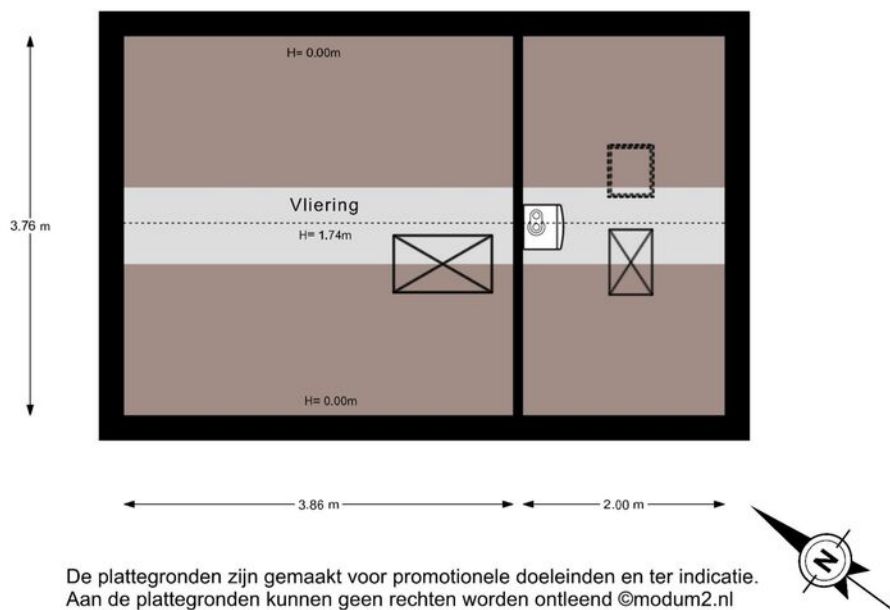 H= 0.00m
Vliering
3.76 m
H= 1.74m
H= 0.00m
3.86 m
2.00 m
N
De plattegronden zijn gemaakt voor promotionele doeleinden en ter indicatie.
Aan de plattegronden kunnen geen rechten worden ontleend ©modum2.nl